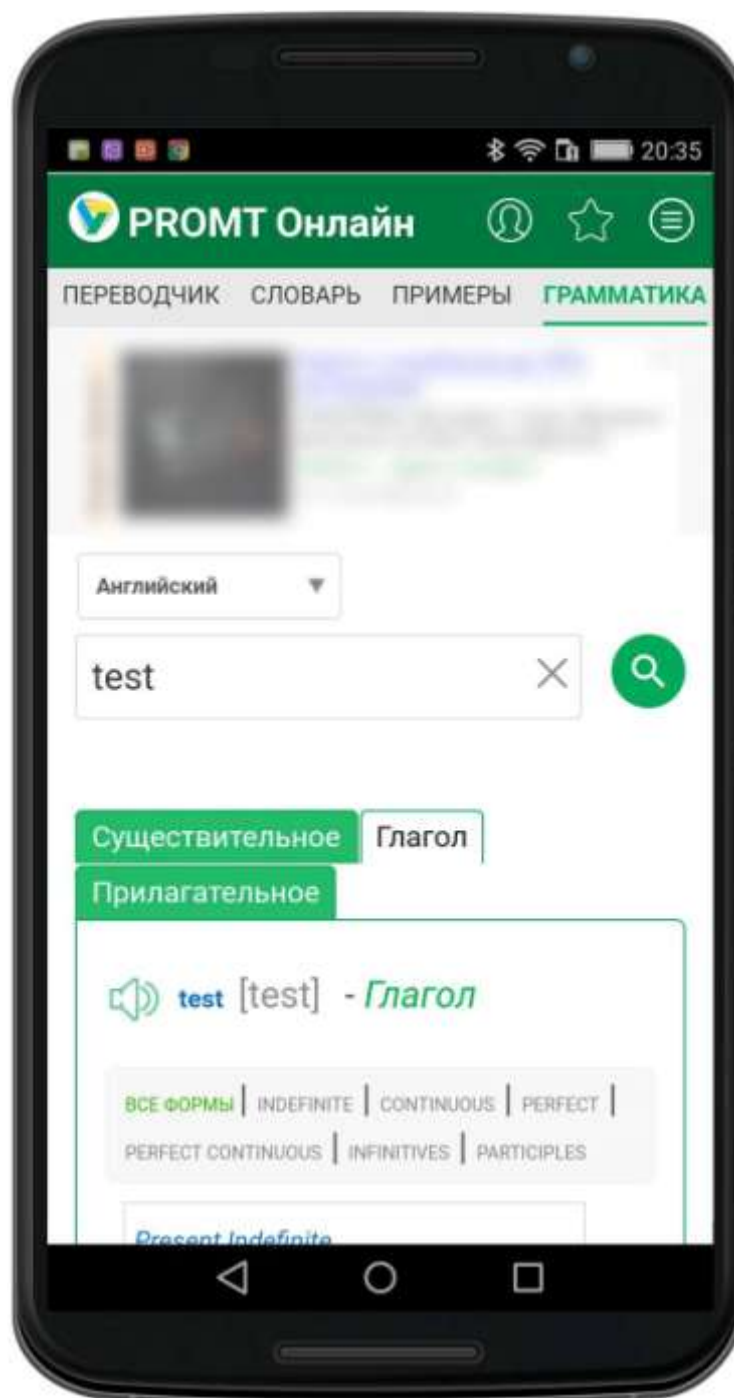 20:35
PROMT Онлайн
ПЕРЕВОДЧИК СЛОВАРЬ ПРИМЕРЫ ГРАММАТИКА
Английский
test
Существительное Глагол
Прилагательное
test [test] - Глагол
ВСЕ ФОРМЫ | INDEFINITE | CONTINUOUS | PERFECT |
PERFECT CONTINUOUS | INFINITIVES | PARTICIPLES
Present Indefinite